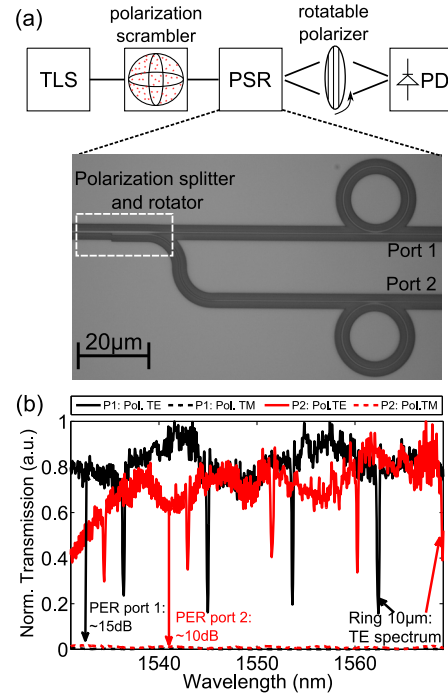 (a)
polarization
scrambler
rotatable
polarizer
TLS
PSR
PD
Polarization splitter
and rotator
Port 1
Port 2
20µm
(b)
P1: Pol. TE P1: Pol. TM P2: Pol.TE P2: Pol.TM
Norm. Transmission (a.u.)
1
0.8
0.6
0.4
0.2
0
PER port 1:
~15dB
PER port 2:
~10dB
Ring 10µm:
TE spectrum
1540 1550 1560
Wavelength (nm)